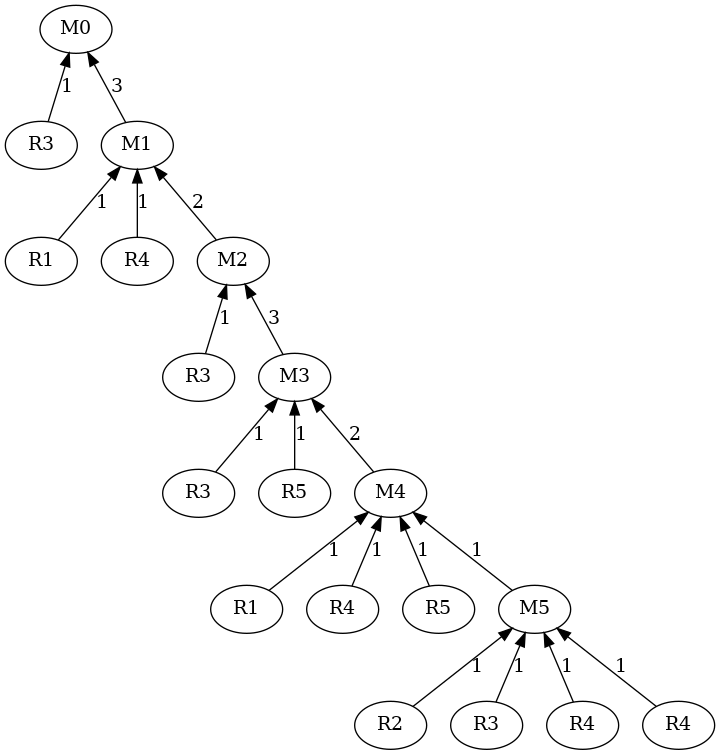 M0
1 3
R3 M1
1 1 2
R1 R4 M2
1 3
R3 M3
1 1 2
R3 R5 M4
1 1 1 1
R1 R4 R5 M5
1 1 1 1
R2 R3 R4 R4